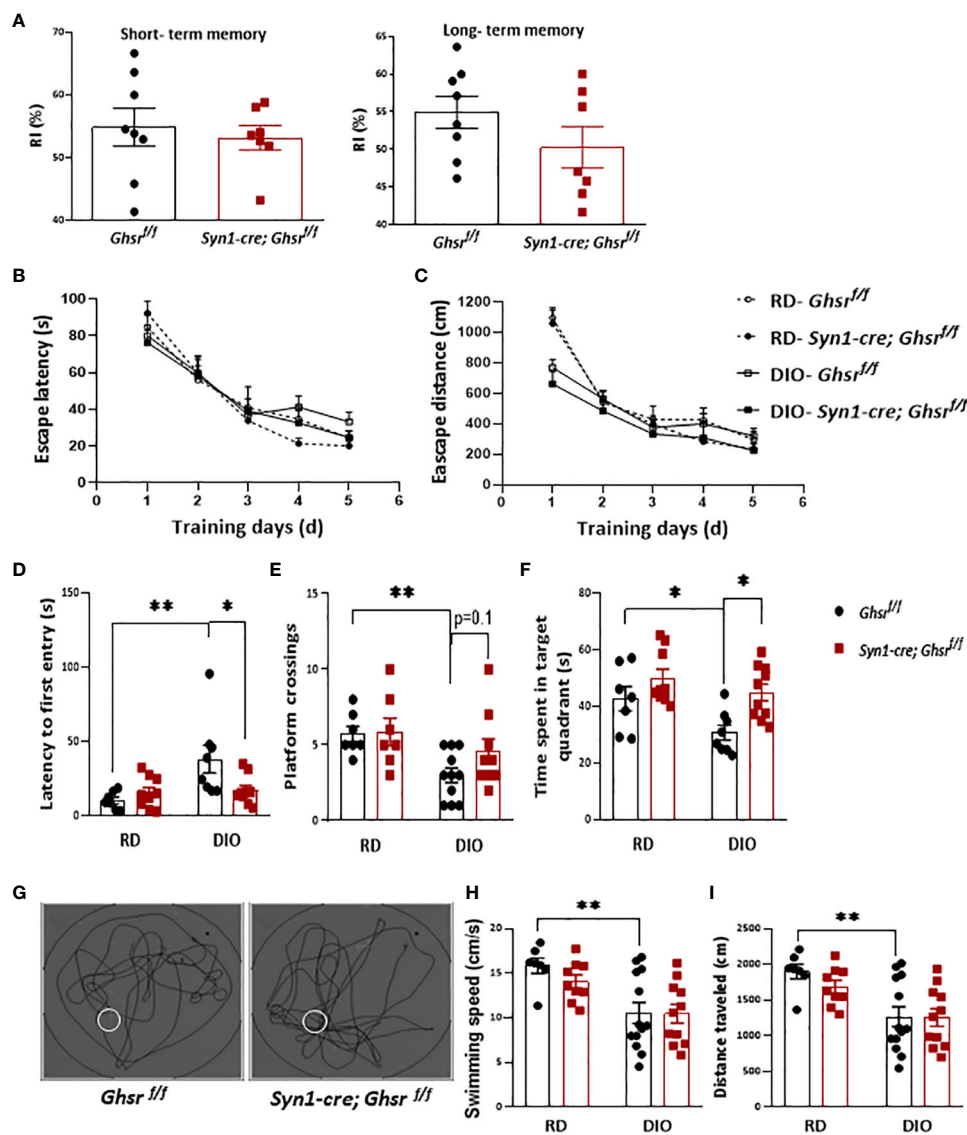 A
Short- term memory
RI (%)
70
60
50
40
Ghsr^f/f
Syn1-cre; Ghsr^f/f
Long- term memory
RI (%)
65
60
55
50
45
40
Ghsr^f/f
Syn1-cre; Ghsr^f/f
B
Escape latency (s)
100
80
60
40
20
0
0 1 2 3 4 5 6
Training days (d)
C
Eascape distance (cm)
1200
1000
800
600
400
200
0
0 1 2 3 4 5 6
Training days (d)
RD- Ghsr^f/f
RD- Syn1-cre; Ghsr^f/f
DIO- Ghsr^f/f
DIO- Syn1-cre; Ghsr^f/f
D
Latency to first entry (s)
150
100
50
0
** *
RD DIO
E
Platform crossings
15
10
5
0
**
p=0.1
RD DIO
F
Time spent in target
quadrant (s)
80
60
40
20
0
* *
RD DIO
Ghsr^f/f
Syn1-cre; Ghsr^f/f
G
Ghsr ^f/f
Syn1-cre; Ghsr ^f/f
H
Swimming speed (cm/s)
20
15
10
5
0
**
RD DIO
I
Distance traveled (cm)
2500
2000
1500
1000
500
0
**
RD DIO